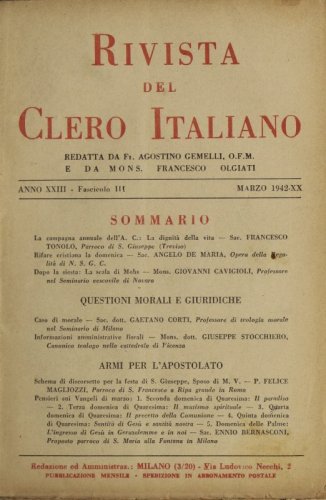 RIVISTA
DEL
CLERO ITALIANO
REDATTA DA Fr. AGOSTINO GEMELLI, O.F.M.
E DA MONS. FRANCESCO OLGIATI
ANNO XXIII - Fascicolo III
MARZO 1942-XX
SOMMARIO
La campagna annuale dell'A. C.: La dignità della vita — Sac. FRANCESCO
TONOLO, Parroco di S. Giuseppe (Treviso)
Rifare cristiana la domenica — Sac. ANGELO DE MARIA, Opera della Rega-
lità di N. S. G. C.
Dopo la siesta: La scala di Mohs — Mons. GIOVANNI CAVIGIOLI, Professore
nel Seminario vescovile di Novara
QUESTIONI MORALI E GIURIDICHE
Caso di morale — Sac. dott. GAETANO CORTI, Professore di teologia morale
nel Seminario di Milano
Informazioni amministrative fiscali — Mons. dott. GIUSEPPE STOCCHIERO,
Canonico teologo nella cattedrale di Vicenza
ARMI PER L'APOSTOLATO
Schema di discorsetto per la festa di S. Giuseppe, Sposo di M. V. — P. FELICE
MAGLIOZZI, Parroco di S. Francesco a Ripa grande in Roma
Pensieri sui Vangeli di marzo: 1. Seconda domenica di Quaresima: Il paradiso
— 2. Terza domenica di Quaresima: Il mutismo spirituale — 3. Quarta
domenica di Quaresima: Il precetto della Comunione — 4. Quinta domenica
di Quaresima: Santità di Gesù e santità nostra — 5. Domenica delle Palme:
L'ingresso di Gesù in Gerusalemme e in noi — Sac. ENNIO BERNASCONI,
Proposto parroco di S. Maria alla Fontana in Milano
Redazione ed Amministraz.: MILANO (3/20) - Via Ludovico Necchi, 2
PUBBLICAZIONE MENSILE - SPEDIZIONE IN ABBONAMENTO POSTALE